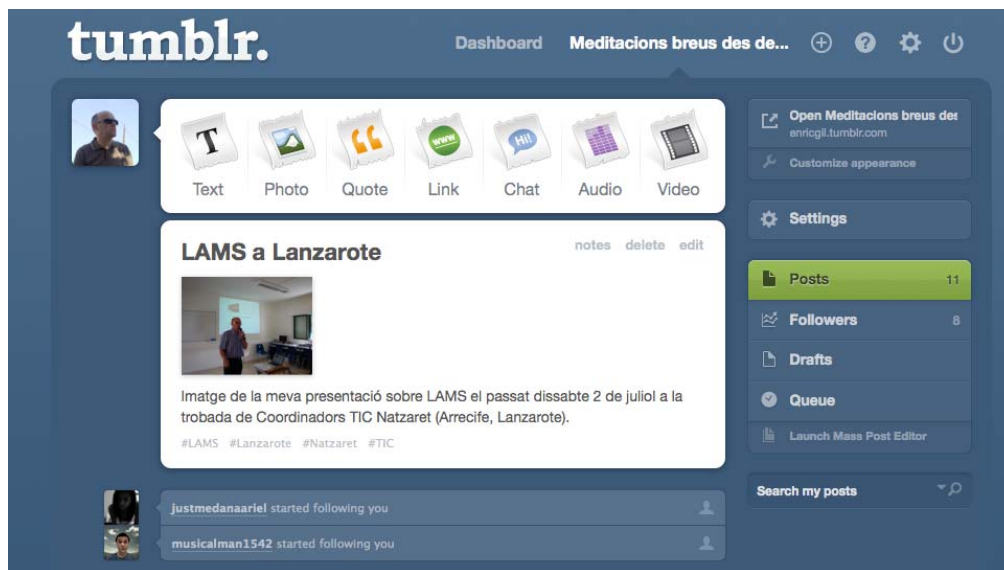 tumblr.
Dashboard
Meditacions breus des de...
?
T
WWW
Hi!
Text
Photo
Quote
Link
Chat
Audio
Video
LAMS a Lanzarote
notes delete edit
Imatge de la meva presentació sobre LAMS el passat dissabte 2 de juliol a la
trobada de Coordinadors TIC Natzaret (Arrecife, Lanzarote).
#LAMS #Lanzarote #Natzaret #TIC
justmedanaariel started following you
musicalman1542 started following you
Open Meditacions breus des
enricgil.tumblr.com
Customize appearance
Settings
Posts 11
Followers 8
Drafts
Queue
Launch Mass Post Editor
Search my posts